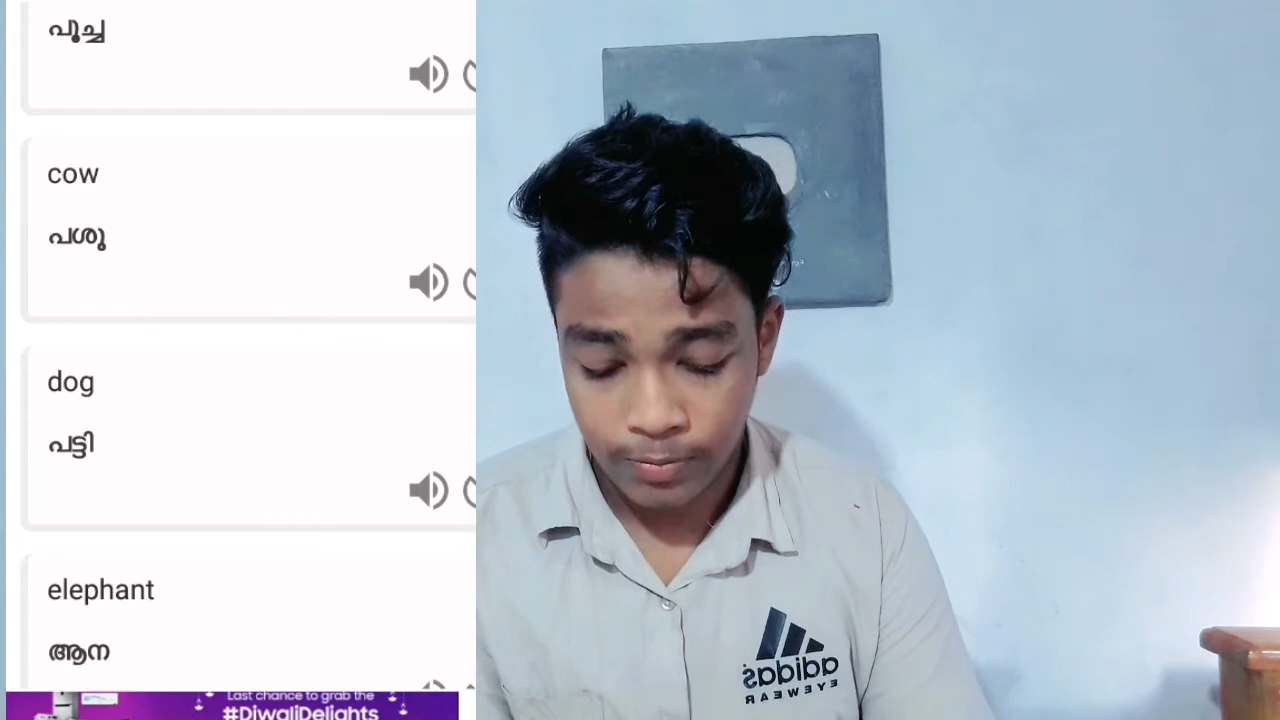 പൂച്ച
cow
പശു
dog
പട്ടി
elephant
ആന
Last chance to grab the
#DiwaliDelights
adidas
EYEWEAR